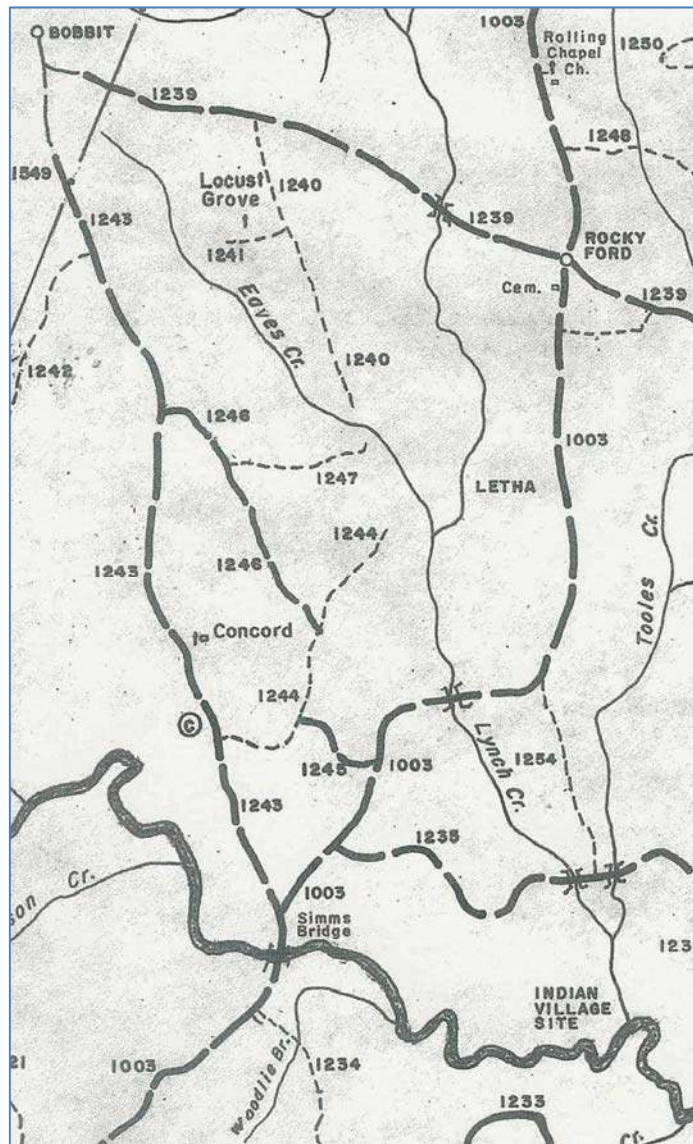 BOBBIT
1003
Rolling
Chapel
Ch.
1250
1239
1248
1549
1243
Locust
Grove
1240
1241
1239
ROCKY
FORD
Cem.
1239
Eaves Cr.
1242
1240
1246
1003
1247
LETHA
1244
1243
1246
Tooles Cr.
Concord
1244
C
1245
1003
Lynch Cr.
1254
1243
1235
son Cr.
1003
Simms
Bridge
123
INDIAN
VILLAGE
SITE
21
1003
Woodlie Br.
1234
1233
Cr.